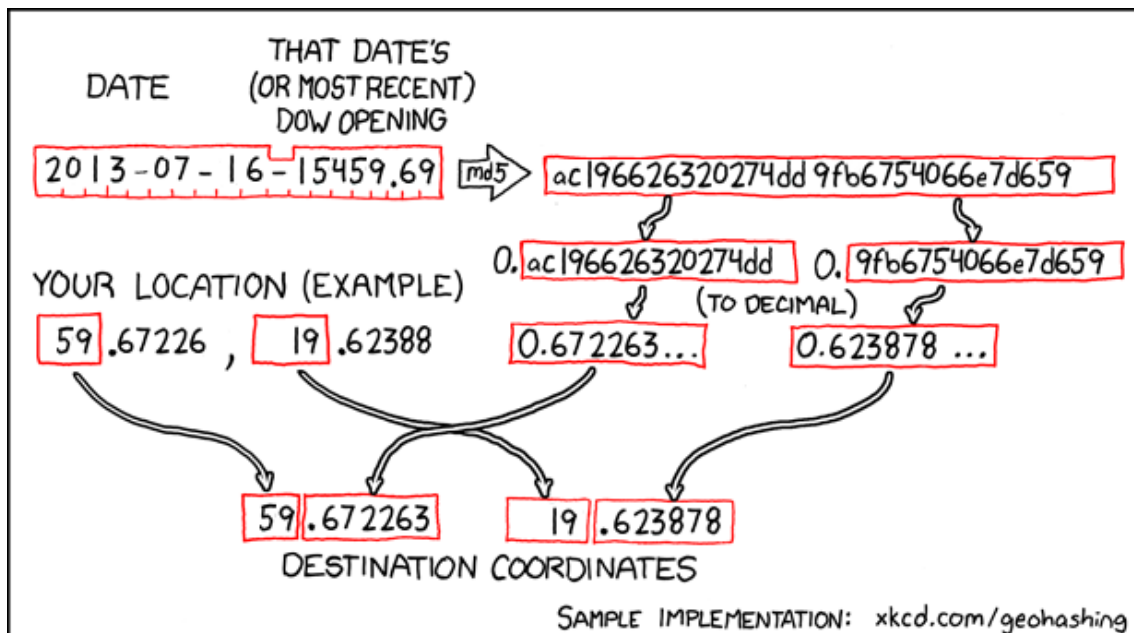 DATE
THAT DATE'S
(OR MOST RECENT)
DOW OPENING
2013-07-16-15459.69
md5
ac196626320274dd9fb6754066e7d659
0.ac196626320274dd
0.9fb6754066e7d659
(TO DECIMAL)
YOUR LOCATION (EXAMPLE)
59.67226, 19.62388
0.672263...
0.623878...
59.672263
19.623878
DESTINATION COORDINATES
SAMPLE IMPLEMENTATION: xkcd.com/geohashing